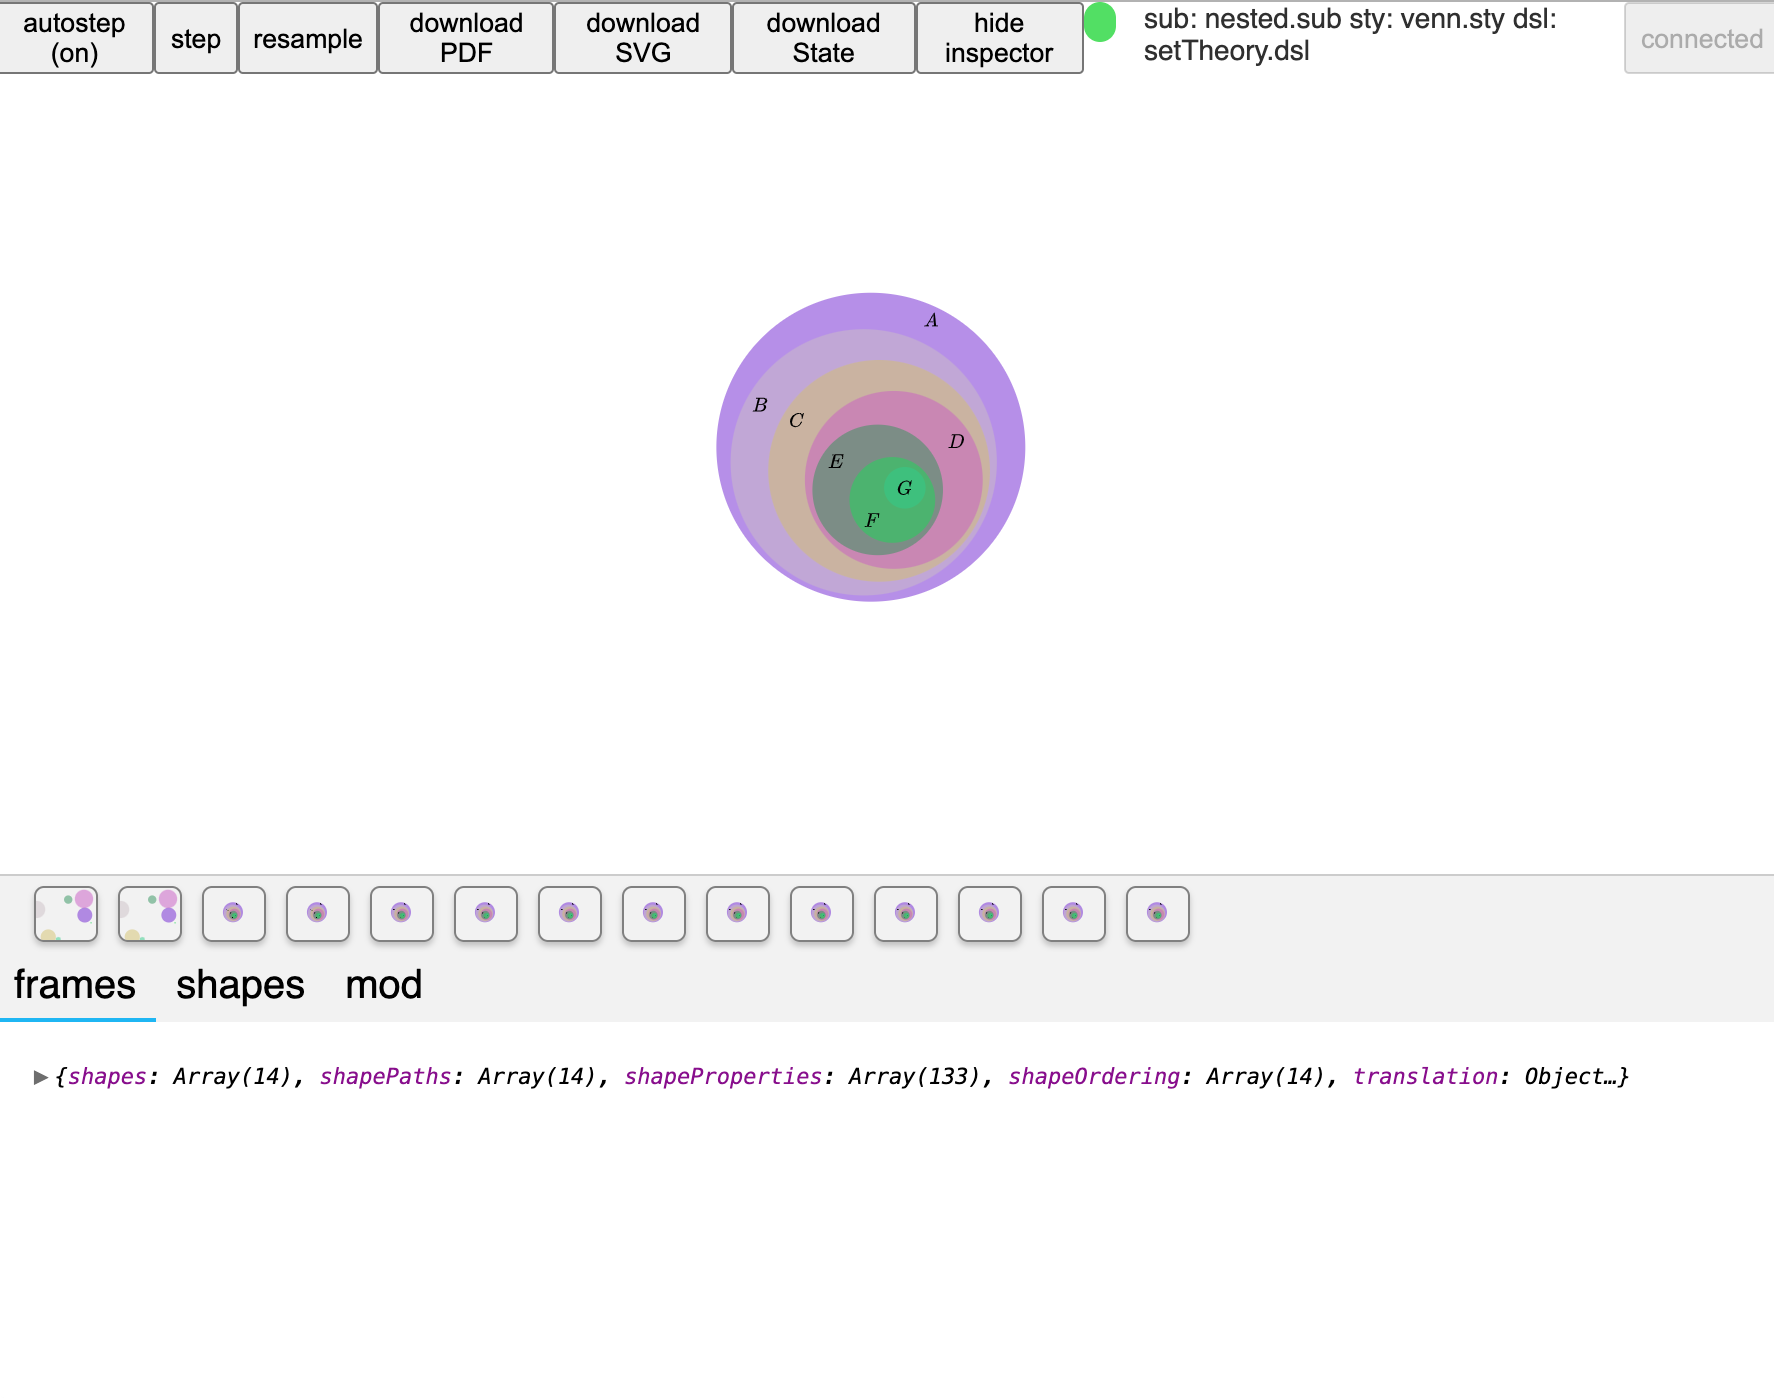 autostep
(on)
step
resample
download
PDF
download
SVG
download
State
hide
inspector
sub: nested.sub sty: venn.sty dsl:
setTheory.dsl
connected
A
B
C
D
E
G
F
frames shapes mod
▶{shapes: Array(14), shapePaths: Array(14), shapeProperties: Array(133), shapeOrdering: Array(14), translation: Object…}